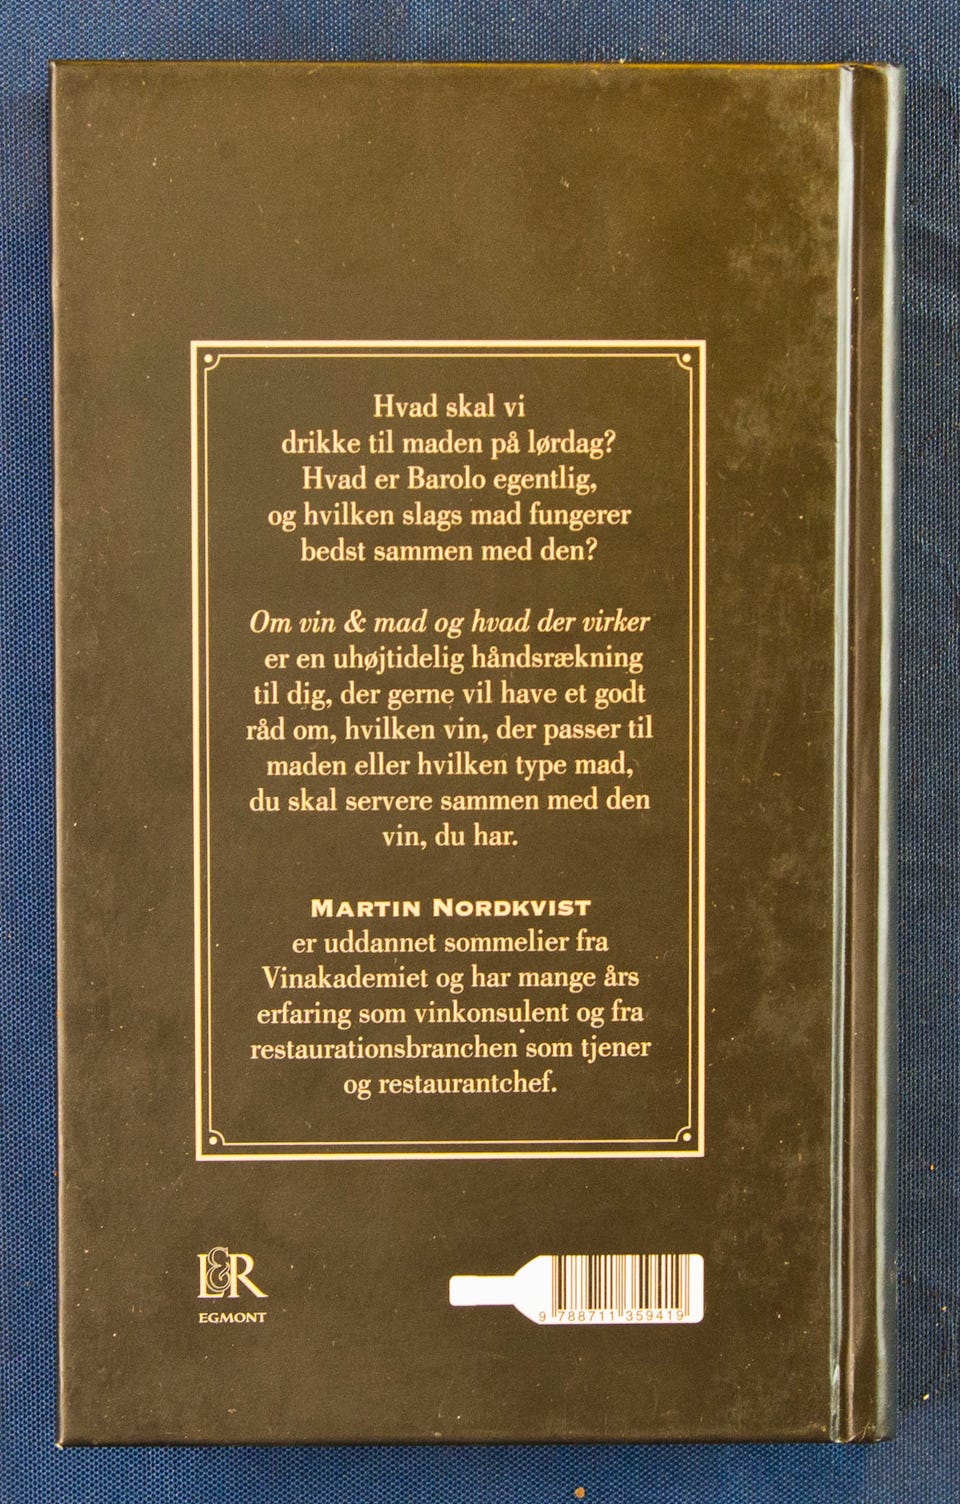 Hvad skal vi
drikke til maden på lørdag?
Hvad er Barolo egentlig,
og hvilken slags mad fungerer
bedst sammen med den?
Om vin & mad og hvad der virker
er en uhøjtidelig håndsrækning
til dig, der gerne vil have et godt
råd om, hvilken vin, der passer til
maden eller hvilken type mad,
du skal servere sammen med den
vin, du har.
MARTIN NORDKVIST
er uddannet sommelier fra
Vinakademiet og har mange års
erfaring som vinkonsulent og fra
restaurationsbranchen som tjener
og restaurantchef.
L&R
EGMONT
9 788711 359419